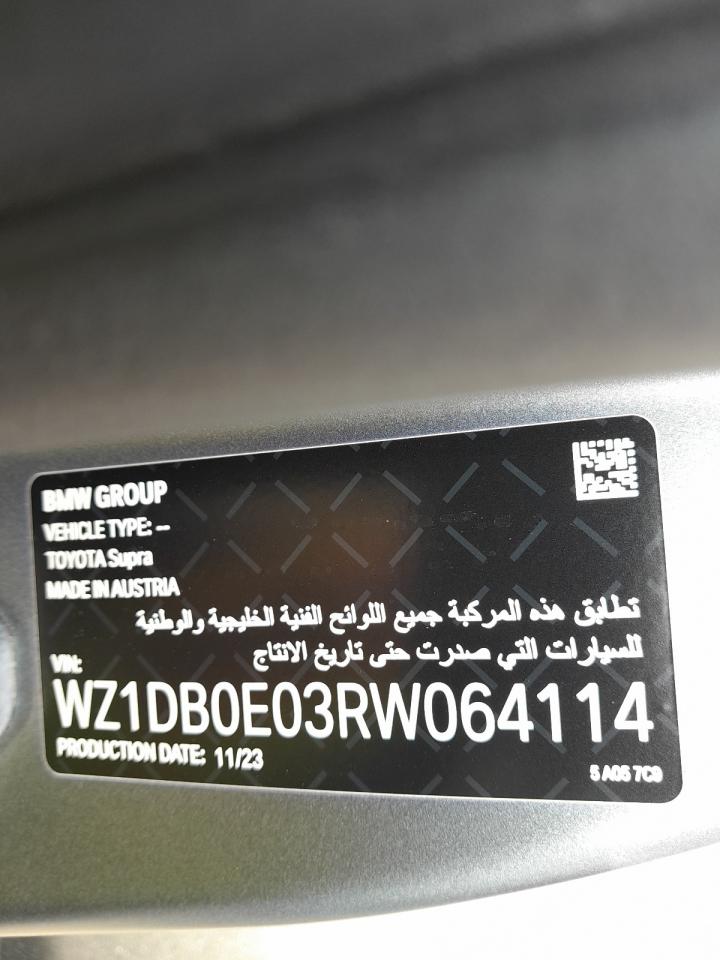 BMW GROUP
VEHICLE TYPE: --
TOYOTA Supra
MADE IN AUSTRIA
تطابق هذه المركبة جميع اللوائح الفنية الخليجية والوطنية
للسيارات التي صدرت حتى تاريخ الانتاج
VIN:
WZ1DB0E03RW064114
PRODUCTION DATE: 11/23
5 A05 7C9